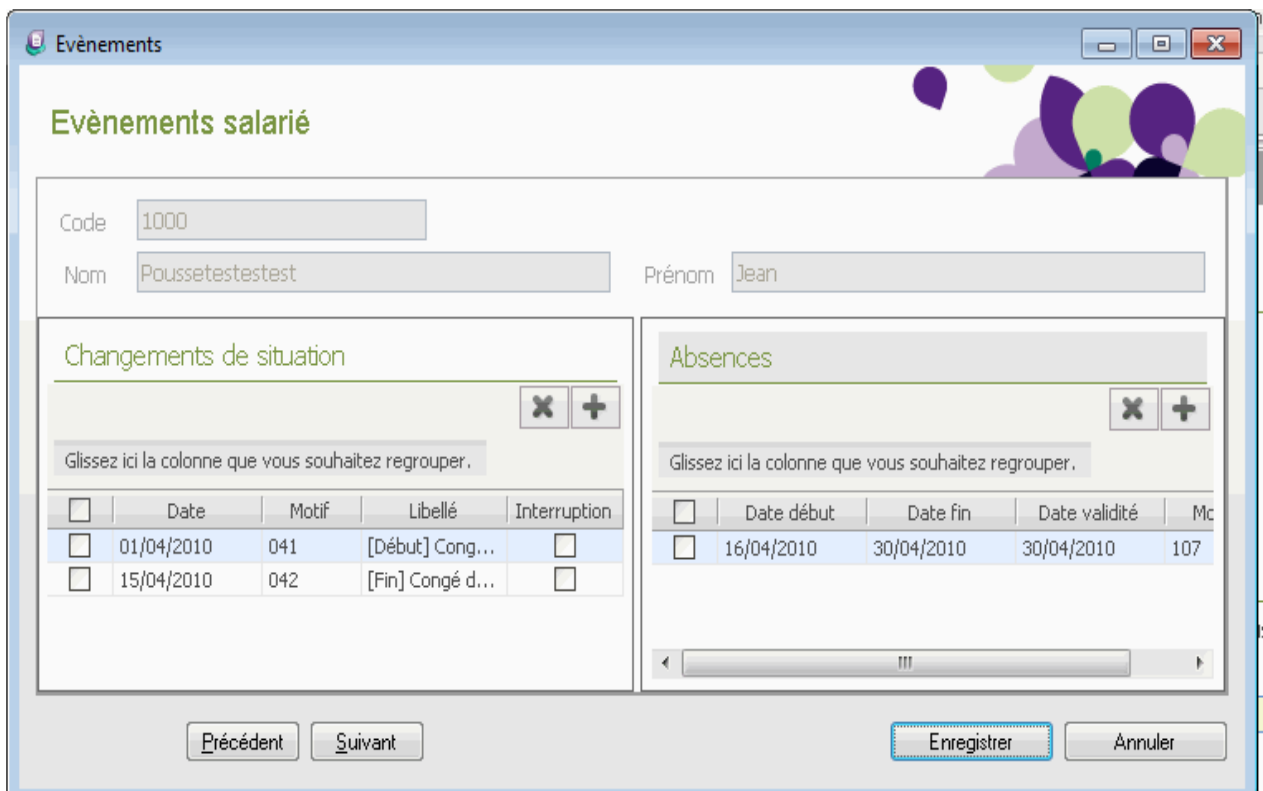 Evènements
Evènements salarié
Code 1000
Nom Poussetestestest Prénom Jean
Changements de situation
Glissez ici la colonne que vous souhaitez regrouper.
Date Motif Libellé Interruption
01/04/2010 041 [Début] Cong...
15/04/2010 042 [Fin] Congé d...
Absences
Glissez ici la colonne que vous souhaitez regrouper.
Date début Date fin Date validité Mo
16/04/2010 30/04/2010 30/04/2010 107
Précédent Suivant Enregistrer Annuler